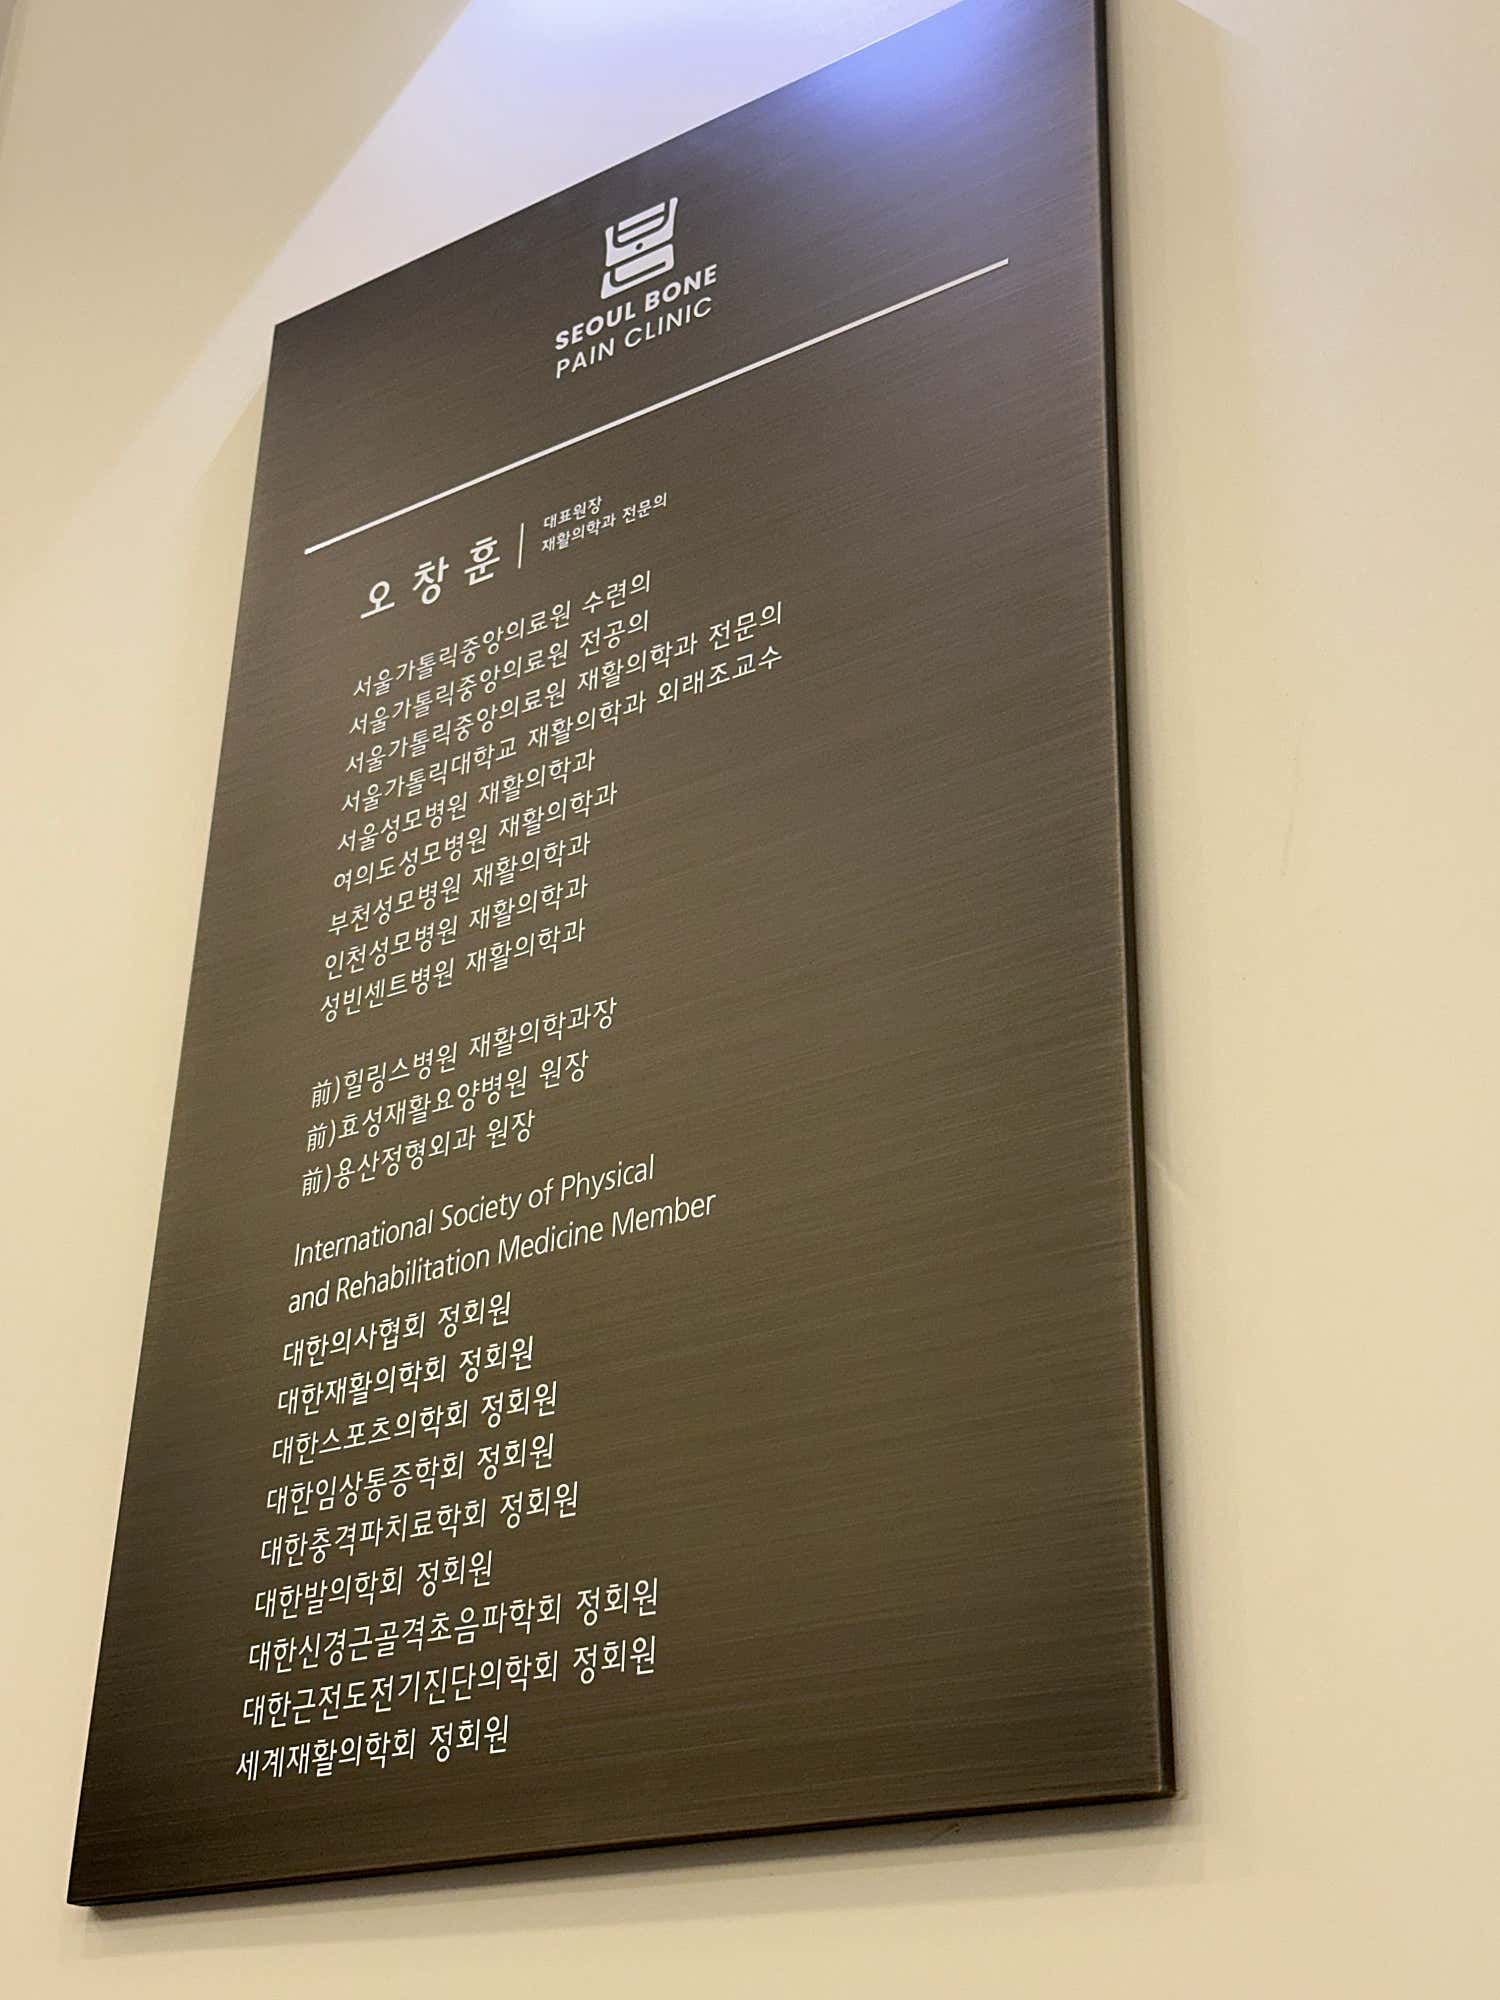 SEOUL BONE
PAIN CLINIC
오창훈
대표원장
재활의학과 전문의
서울가톨릭중앙의료원 수련의
서울가톨릭중앙의료원 전공의
서울가톨릭중앙의료원 재활의학과 전문의
서울가톨릭대학교 재활의학과 외래조교수
서울성모병원 재활의학과
여의도성모병원 재활의학과
부천성모병원 재활의학과
인천성모병원 재활의학과
성빈센트병원 재활의학과
前)힐링스병원 재활의학과장
前)효성재활요양병원 원장
前)용산정형외과 원장
International Society of Physical
and Rehabilitation Medicine Member
대한의사협회 정회원
대한재활의학회 정회원
대한스포츠의학회 정회원
대한임상통증학회 정회원
대한충격파치료학회 정회원
대한발의학회 정회원
대한신경근골격초음파학회 정회원
대한근전도전기진단의학회 정회원
세계재활의학회 정회원